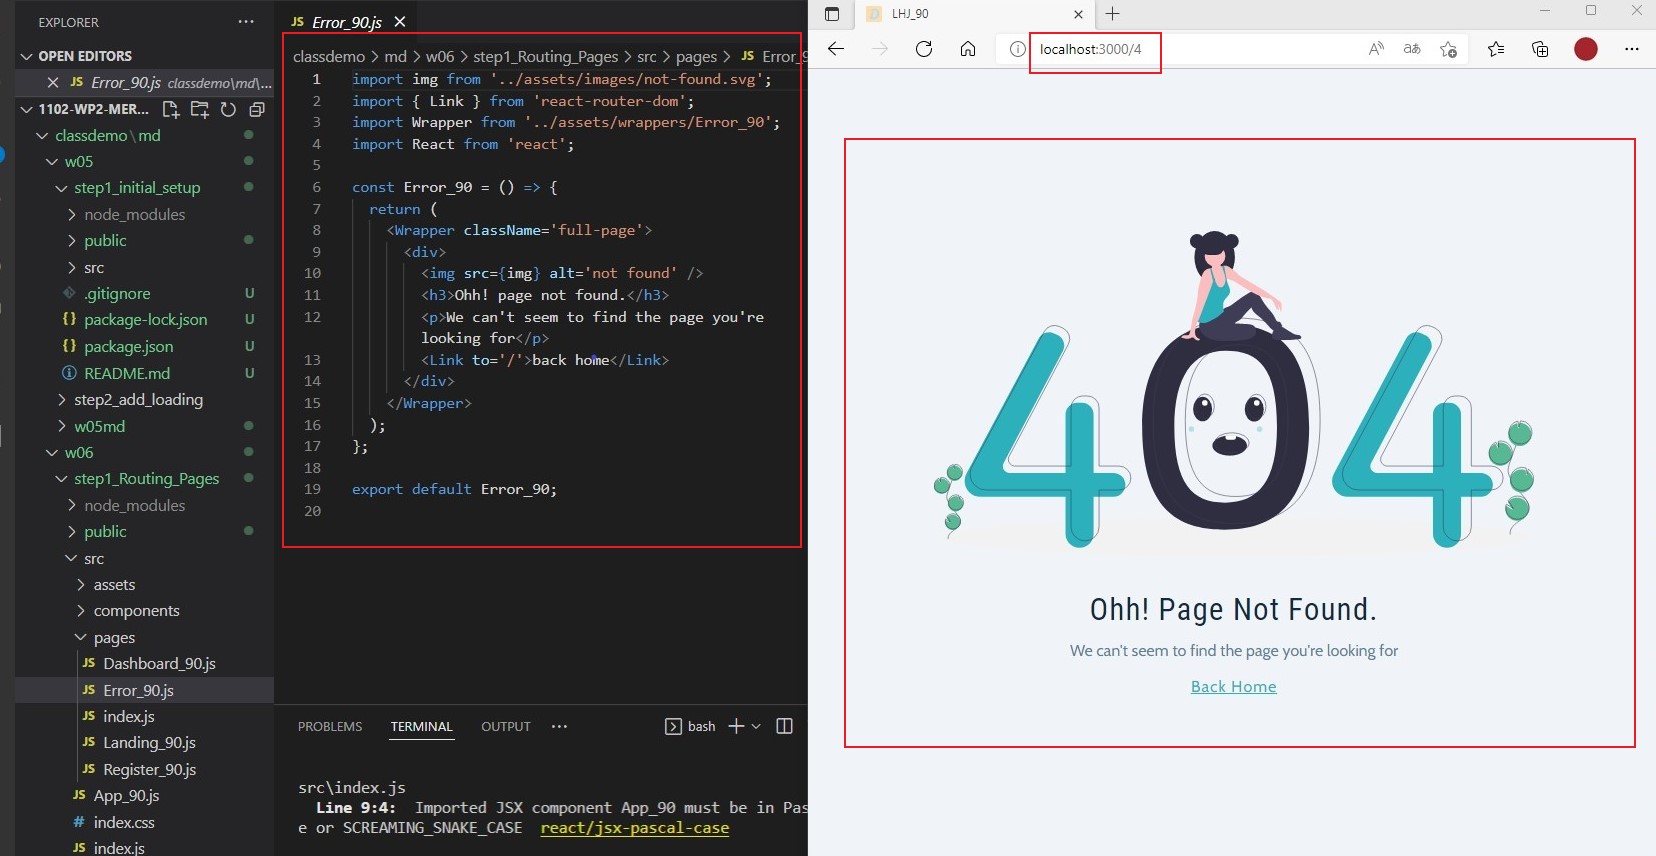 EXPLORER
OPEN EDITORS
JS Error_90.js classdemo\md\...
1102-WP2-MER...
classdemo\md
w05
step1_initial_setup
node_modules
public
src
.gitignore U
{} package-lock.json U
{} package.json U
README.md U
step2_add_loading
w05md
w06
step1_Routing_Pages
node_modules
public
src
assets
components
pages
JS Dashboard_90.js
JS Error_90.js
JS index.js
JS Landing_90.js
JS Register_90.js
JS App_90.js
# index.css
JS index.js
JS Error_90.js
classdemo > md > w06 > step1_Routing_Pages > src > pages > JS Error_9
1 import img from '../assets/images/not-found.svg';
2 import { Link } from 'react-router-dom';
3 import Wrapper from '../assets/wrappers/Error_90';
4 import React from 'react';
5
6 const Error_90 = () => {
7 return (
8 <Wrapper className='full-page'>
9 <div>
10 <img src={img} alt='not found' />
11 <h3>Ohh! page not found.</h3>
12 <p>We can't seem to find the page you're
looking for</p>
13 <Link to='/'>back home</Link>
14 </div>
15 </Wrapper>
16 );
17 };
18
19 export default Error_90;
20
PROBLEMS TERMINAL OUTPUT ... bash
src\index.js
Line 9:4: Imported JSX component App_90 must be in Pas
e or SCREAMING_SNAKE_CASE react/jsx-pascal-case
LHJ_90
localhost:3000/4
404
Ohh! Page Not Found.
We can't seem to find the page you're looking for
Back Home